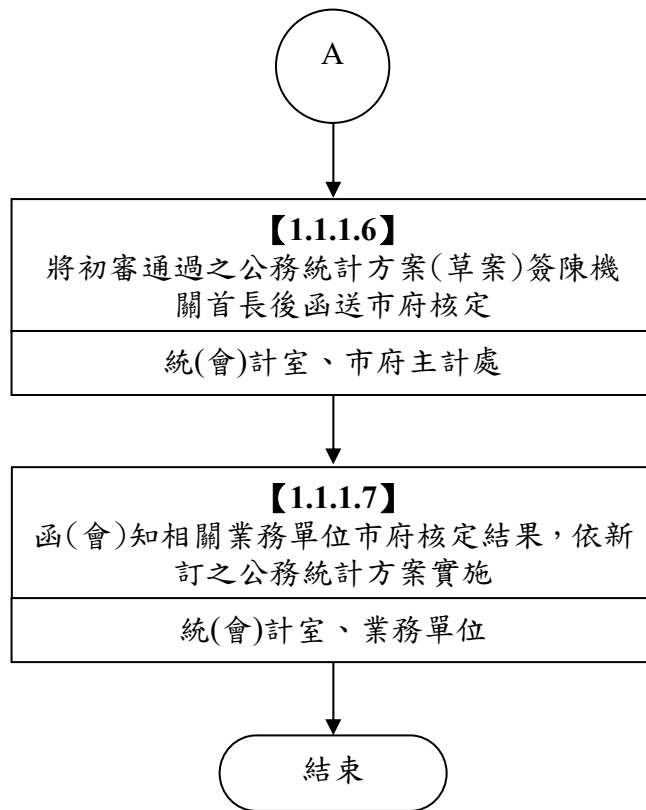 A
【1.1.1.6】
將初審通過之公務統計方案(草案)簽陳機
關首長後函送市府核定
統(會)計室、市府主計處
【1.1.1.7】
函(會)知相關業務單位市府核定結果，依新
訂之公務統計方案實施
統(會)計室、業務單位
結束